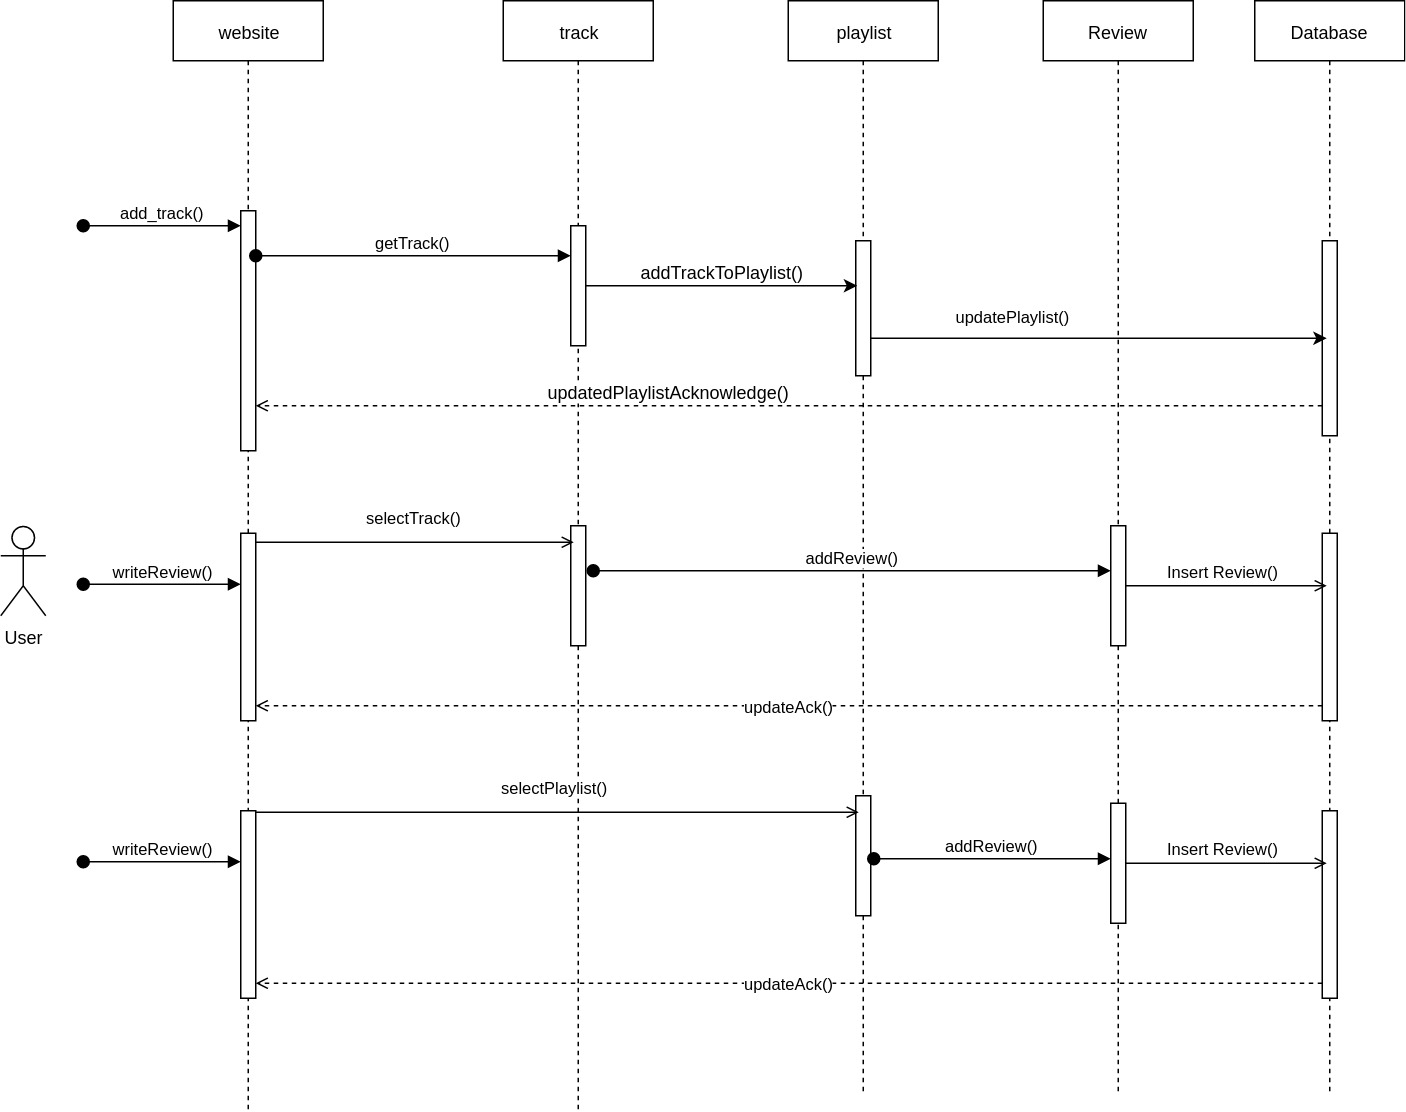 website
track
playlist
Review
Database
add_track()
getTrack()
addTrackToPlaylist()
updatePlaylist()
updatedPlaylistAcknowledge()
selectTrack()
addReview()
writeReview()
Insert Review()
User
updateAck()
selectPlaylist()
addReview()
writeReview()
Insert Review()
updateAck()